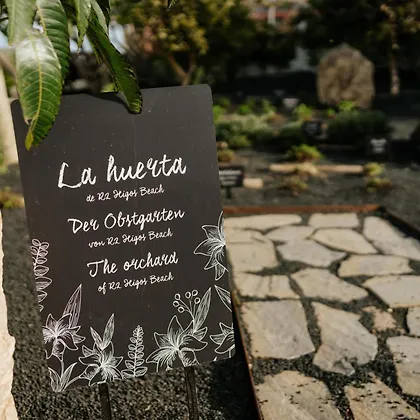 La huerta
de R2 Higos Beach
Der Obstgarten
von R2 Higos Beach
The orchard
of R2 Higos Beach